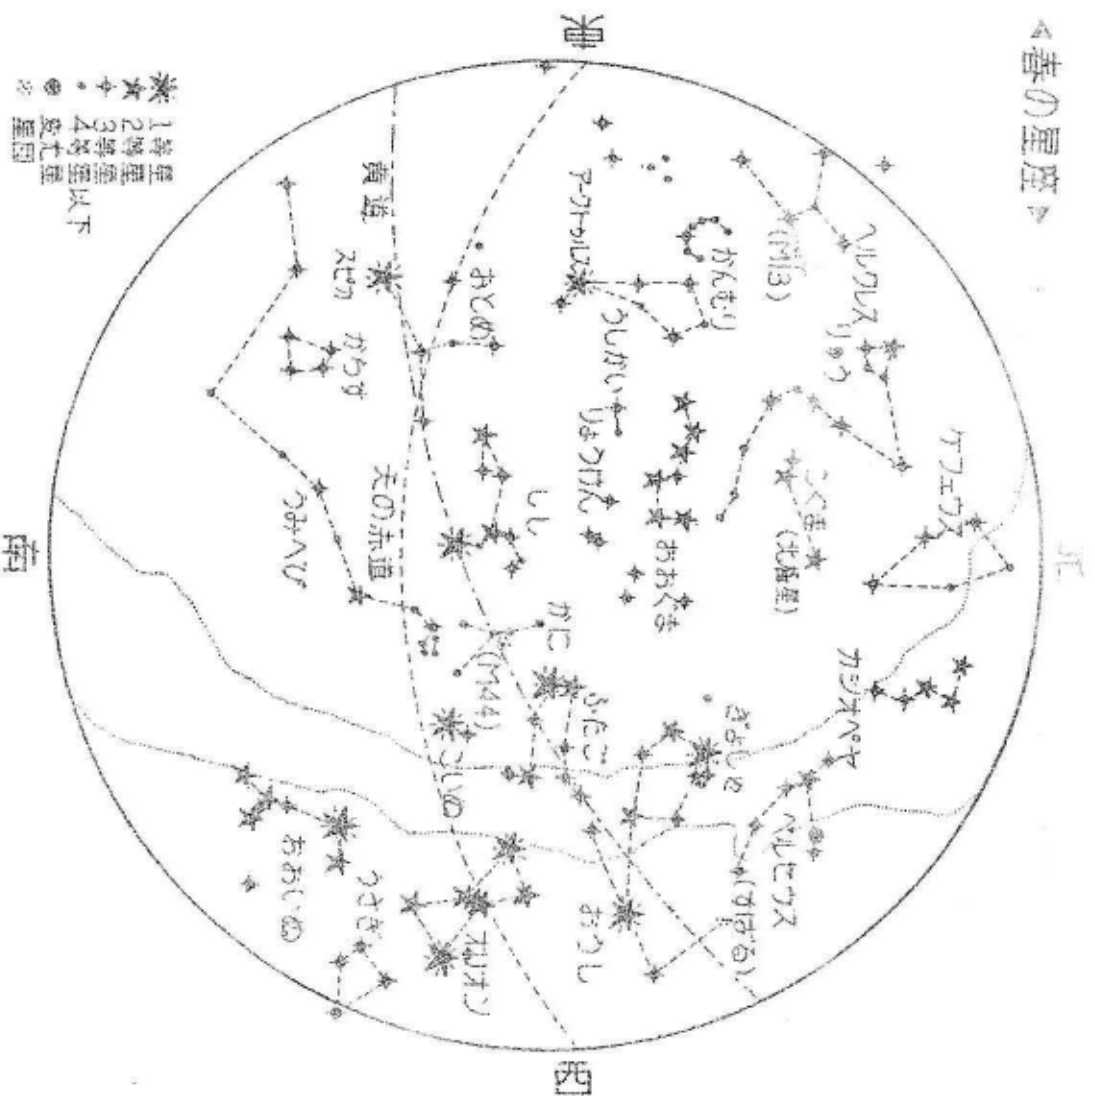 <春の星座>
北
東
南
西
ヘルクレス
(M13)
りゅう
ケフェウス
かんむり
アークトゥルス
うしかい
りょうけん
こぐま
(北極星)
おおぐま
カシオペヤ
ペルセウス
(すばる)
ぎょしゃ
おうし
ふたご
かに
(M44)
しし
おとめ
黄道
スピカ
からす
うみへび
天の赤道
こいぬ
オリオン
うさぎ
おおいぬ
1等星
2等星
3等星
4等星以下
変光星
星団